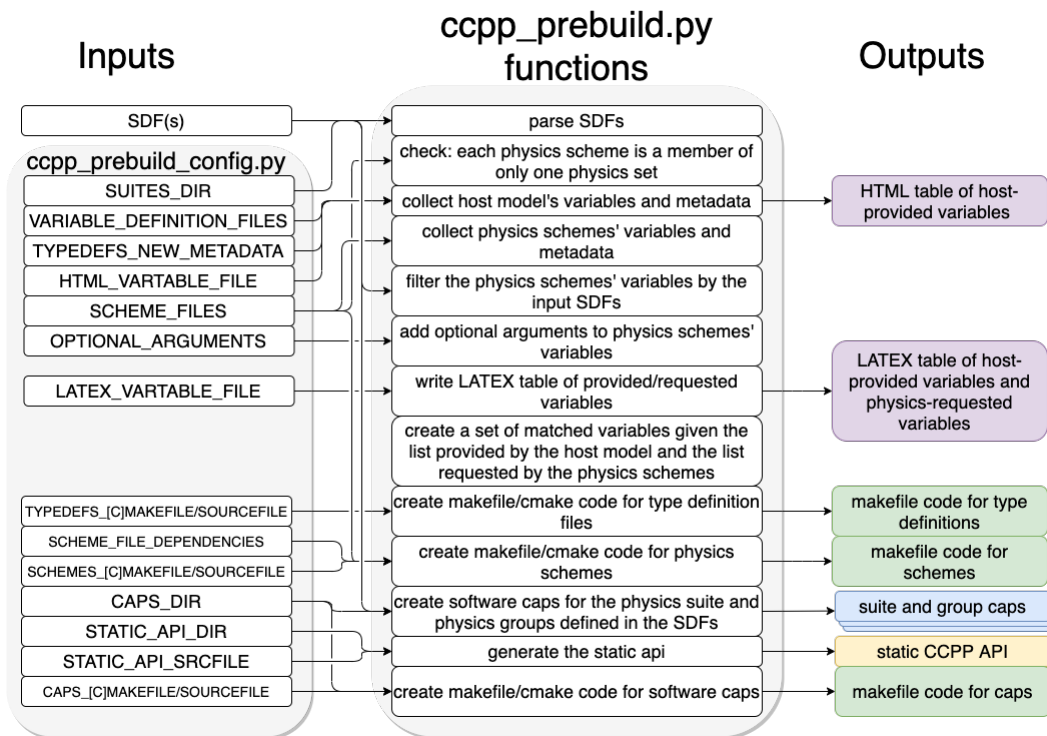 Inputs
ccpp_prebuild.py
functions
Outputs
SDF(s)
ccpp_prebuild_config.py
SUITES_DIR
VARIABLE_DEFINITION_FILES
TYPEDEFS_NEW_METADATA
HTML_VARTABLE_FILE
SCHEME_FILES
OPTIONAL_ARGUMENTS
LATEX_VARTABLE_FILE
TYPEDEFS_[C]MAKEFILE/SOURCEFILE
SCHEME_FILE_DEPENDENCIES
SCHEMES_[C]MAKEFILE/SOURCEFILE
CAPS_DIR
STATIC_API_DIR
STATIC_API_SRCFILE
CAPS_[C]MAKEFILE/SOURCEFILE
parse SDFs
check: each physics scheme is a member of
only one physics set
collect host model's variables and metadata
collect physics schemes' variables and
metadata
filter the physics schemes' variables by the
input SDFs
add optional arguments to physics schemes'
variables
write LATEX table of provided/requested
variables
create a set of matched variables given the
list provided by the host model and the list
requested by the physics schemes
create makefile/cmake code for type definition
files
create makefile/cmake code for physics
schemes
create software caps for the physics suite and
physics groups defined in the SDFs
generate the static api
create makefile/cmake code for software caps
HTML table of host-
provided variables
LATEX table of host-
provided variables and
physics-requested
variables
makefile code for type
definitions
makefile code for
schemes
suite and group caps
static CCPP API
makefile code for caps